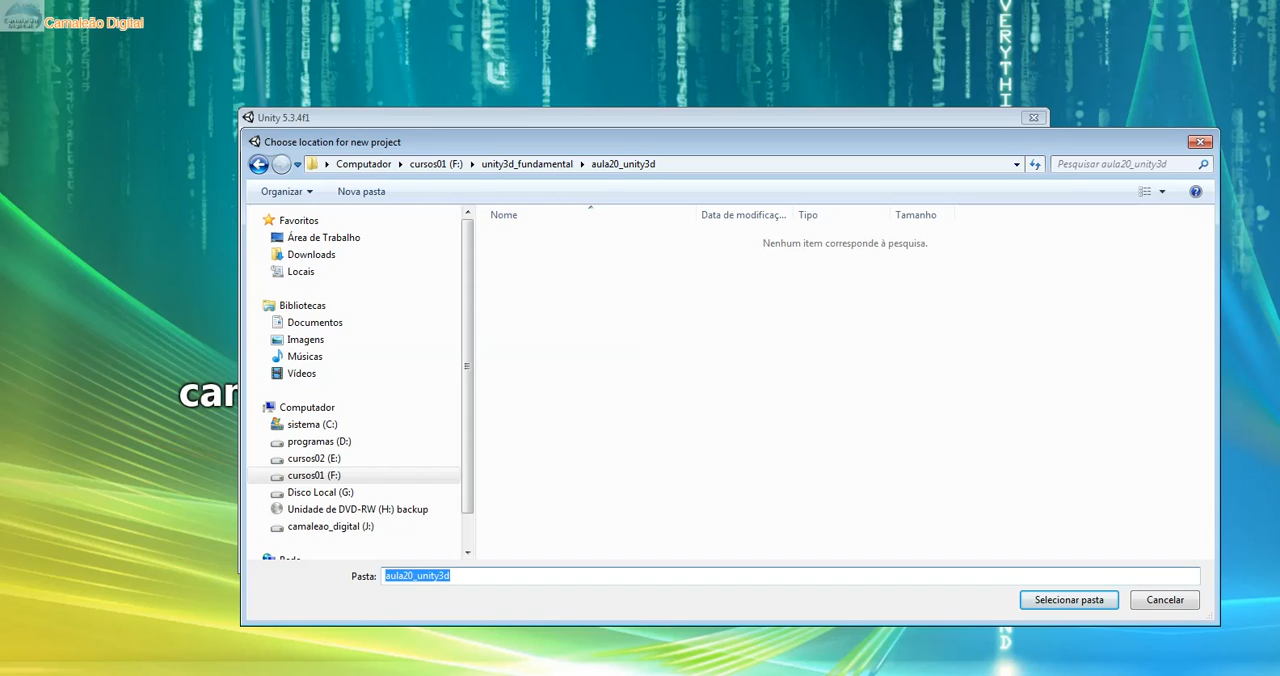 Camaleão Digital
Unity 5.3.4f1
Choose location for new project
Computador cursos01 (F:) unity3d_fundamental aula20_unity3d
Pesquisar aula20_unity3d
Organizar Nova pasta
Nome Data de modificaç... Tipo Tamanho
Nenhum item corresponde à pesquisa.
Favoritos
Área de Trabalho
Downloads
Locais
Bibliotecas
Documentos
Imagens
Músicas
Vídeos
Computador
sistema (C:)
programas (D:)
cursos02 (E:)
cursos01 (F:)
Disco Local (G:)
Unidade de DVD-RW (H:) backup
camaleao_digital (J:)
Pasta: aula20_unity3d
Selecionar pasta Cancelar
VERYTHI